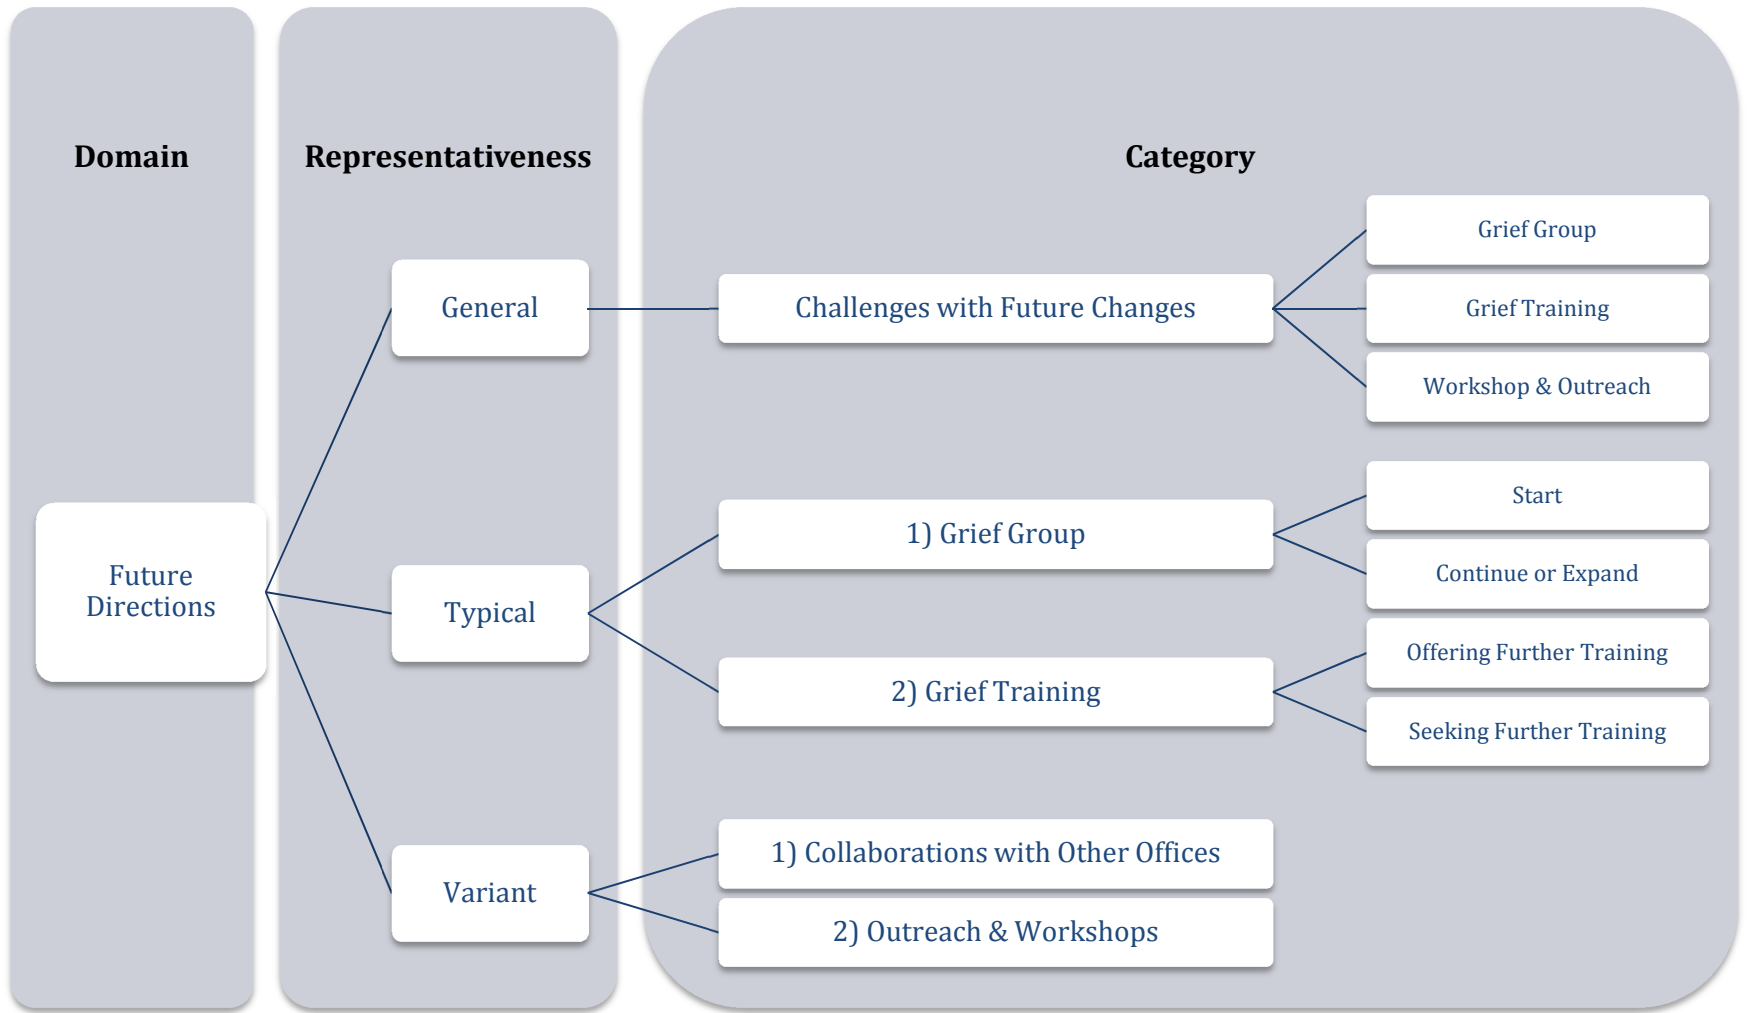 Domain
Representativeness
Category
Future
Directions
General
Challenges with Future Changes
Grief Group
Grief Training
Workshop & Outreach
Typical
1) Grief Group
Start
Continue or Expand
2) Grief Training
Offering Further Training
Seeking Further Training
Variant
1) Collaborations with Other Offices
2) Outreach & Workshops